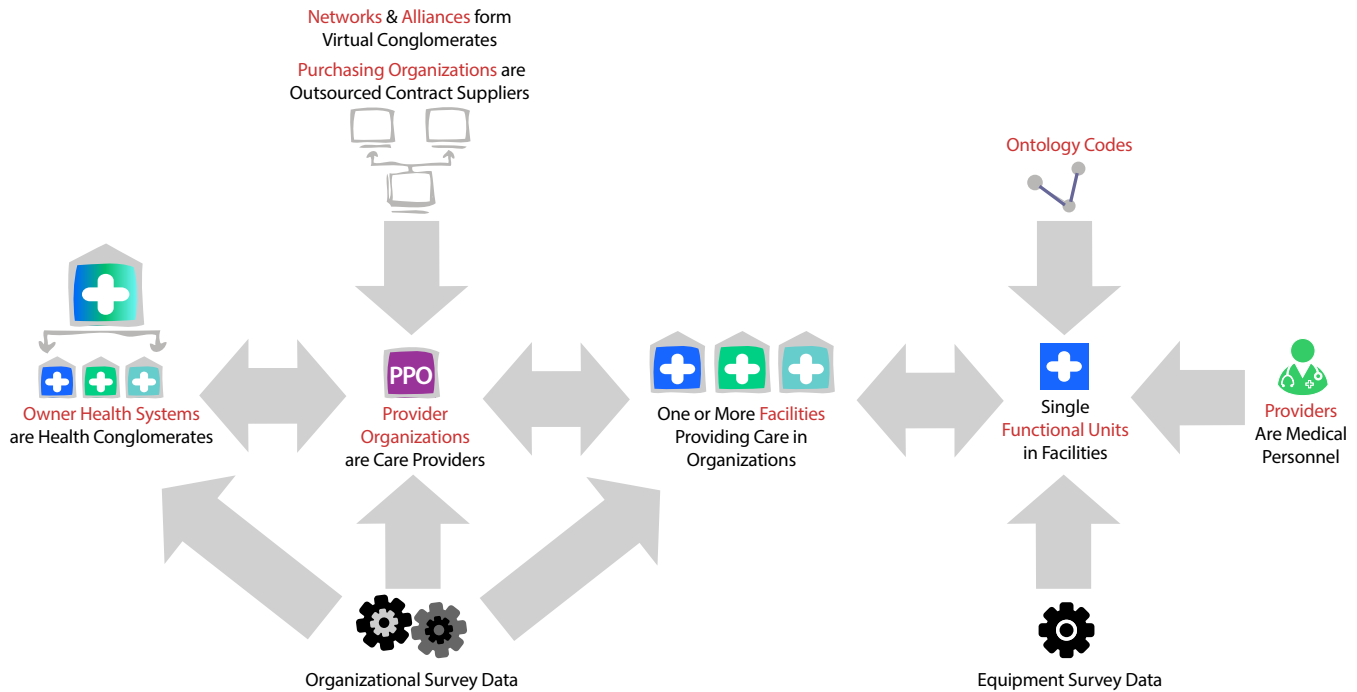 Networks & Alliances form
Virtual Conglomerates
Purchasing Organizations are
Outsourced Contract Suppliers
Ontology Codes
Owner Health Systems
are Health Conglomerates
PPO
Provider
Organizations
are Care Providers
One or More Facilities
Providing Care in
Organizations
Single
Functional Units
in Facilities
Providers
Are Medical
Personnel
Organizational Survey Data
Equipment Survey Data